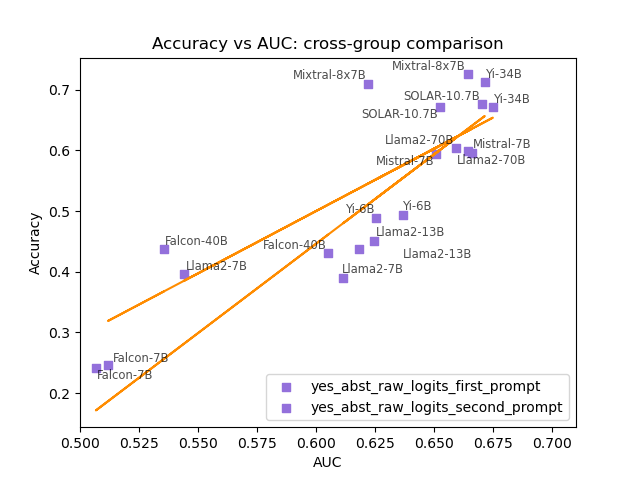 Accuracy vs AUC: cross-group comparison
Mixtral-8x7B
Mixtral-8x7B
Yi-34B
SOLAR-10.7B
Yi-34B
SOLAR-10.7B
Llama2-70B
Mistral-7B
Mistral-7B
Llama2-70B
Yi-6B
Yi-6B
Llama2-13B
Falcon-40B
Falcon-40B
Llama2-13B
Llama2-7B
Llama2-7B
Falcon-7B
Falcon-7B
0.7
0.6
0.5
0.4
0.3
0.2
Accuracy
yes_abst_raw_logits_first_prompt
yes_abst_raw_logits_second_prompt
0.500 0.525 0.550 0.575 0.600 0.625 0.650 0.675 0.700
AUC